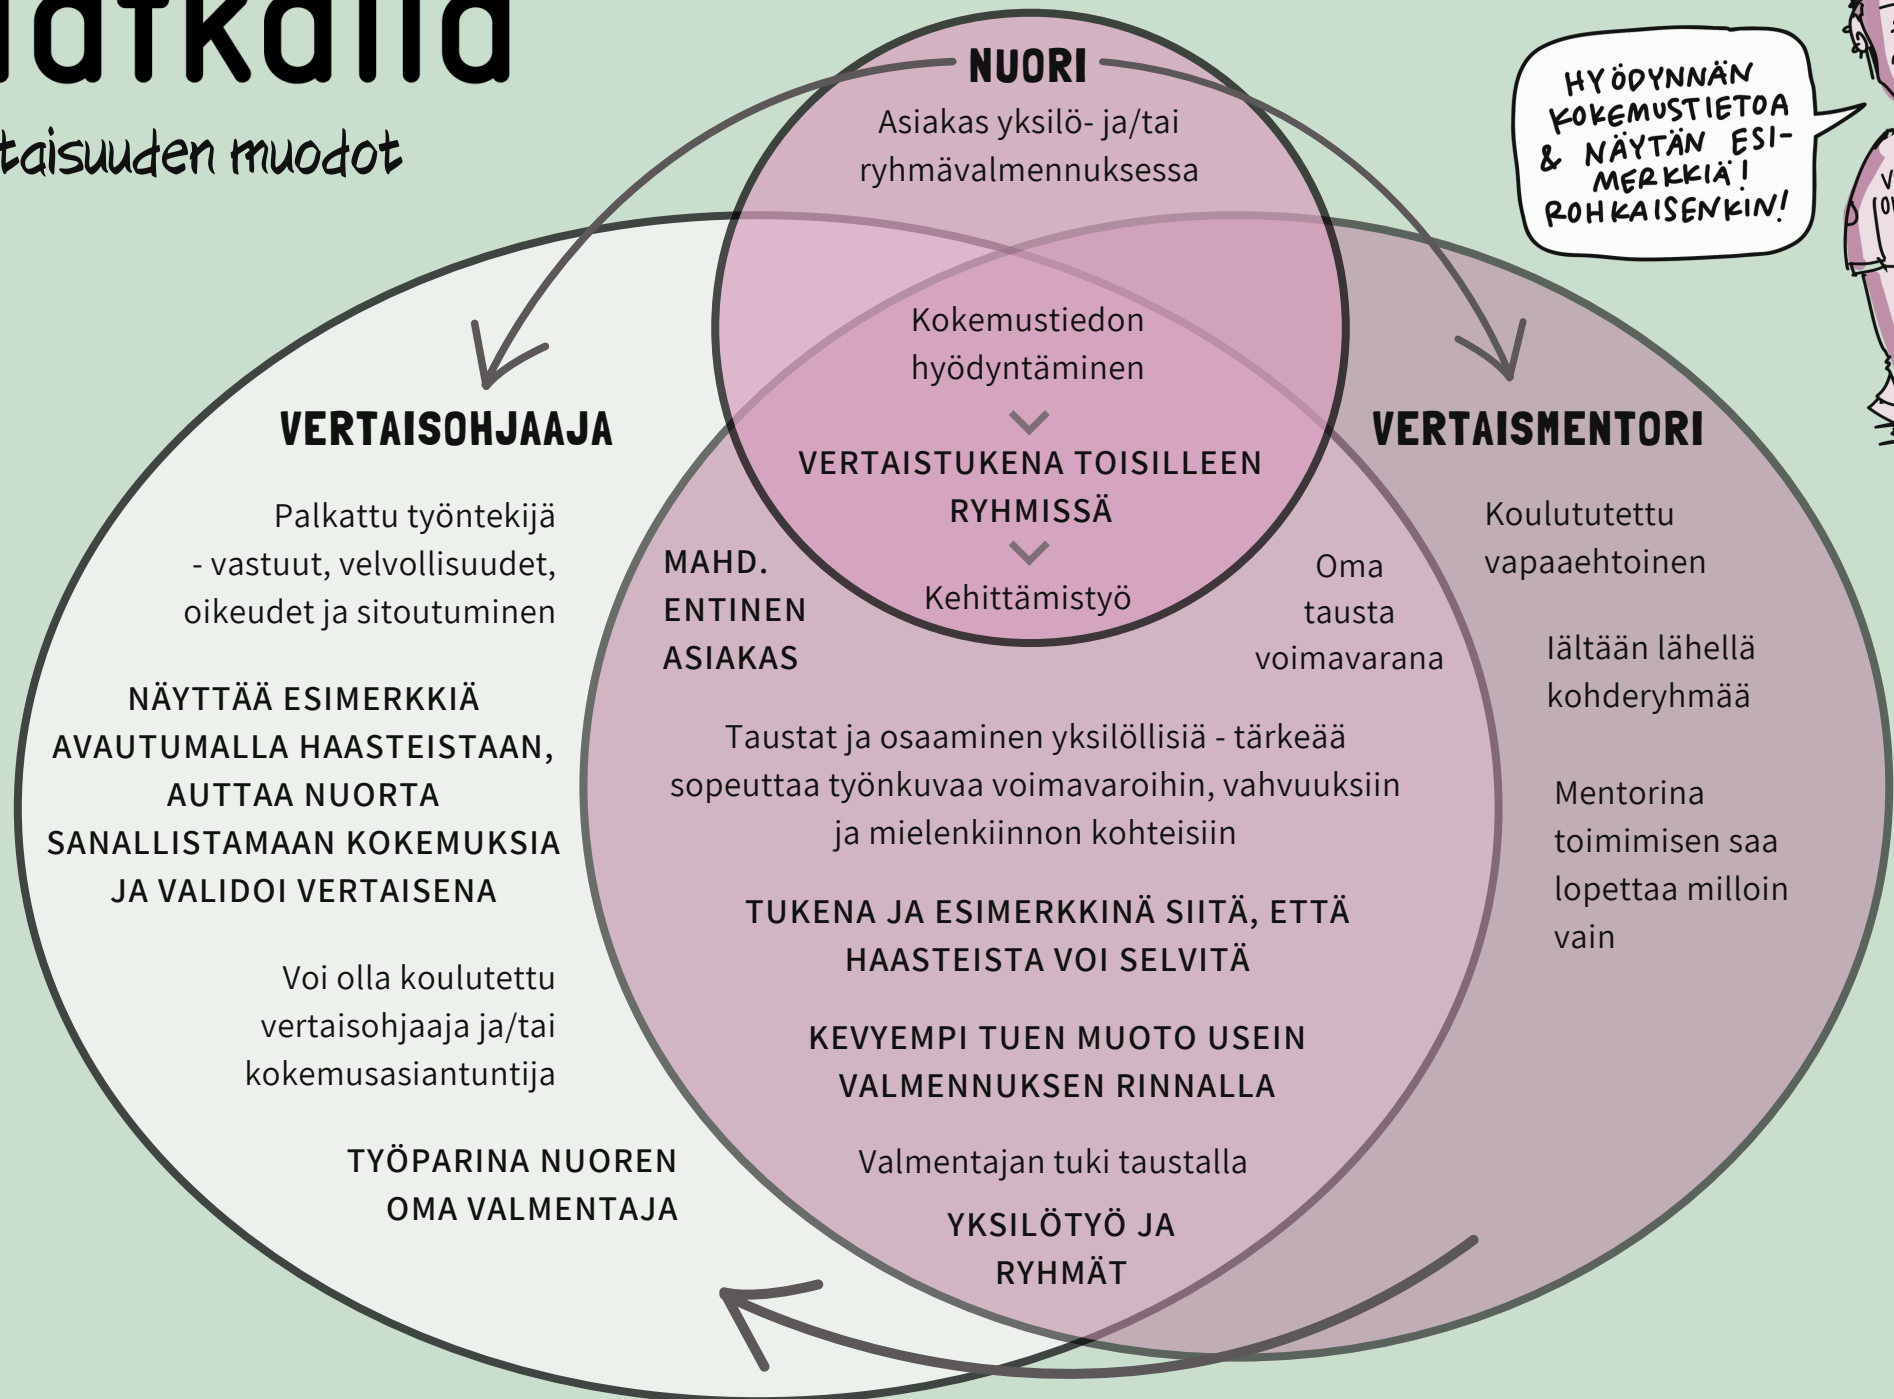 atkalla
taisuuden muodot
NUORI
Asiakas yksilö- ja/tai
ryhmävalmennuksessa
HYÖDYNNÄN
KOKEMUSTIETOA
& NÄYTÄN ESI-
MERKKIÄ!
ROHKAISENKIN!
Kokemustiedon
hyödyntäminen
VERTAISTUKENA TOISILLEEN
RYHMISSÄ
Kehittämistyö
VERTAISOHJAAJA
Palkattu työntekijä
- vastuut, velvollisuudet,
oikeudet ja sitoutuminen
NÄYTTÄÄ ESIMERKKIÄ
AVAUTUMALLA HAASTEISTAAN,
AUTTAA NUORTA
SANALLISTAMAAN KOKEMUKSIA
JA VALIDOI VERTAISENA
Voi olla koulutettu
vertaisohjaaja ja/tai
kokemusasiantuntija
TYÖPARINA NUOREN
OMA VALMENTAJA
MAHD.
ENTINEN
ASIAKAS
Oma
tausta
voimavarana
Taustat ja osaaminen yksilöllisiä - tärkeää
sopeuttaa työnkuvaa voimavaroihin, vahvuuksiin
ja mielenkiinnon kohteisiin
TUKENA JA ESIMERKKINÄ SIITÄ, ETTÄ
HAASTEISTA VOI SELVITÄ
KEVYEMPI TUEN MUOTO USEIN
VALMENNUKSEN RINNALLA
Valmentajan tuki taustalla
YKSILÖTYÖ JA
RYHMÄT
VERTAISMENTORI
Koulututettu
vapaaehtoinen
Iältään lähellä
kohderyhmää
Mentorina
toimimisen saa
lopettaa milloin
vain